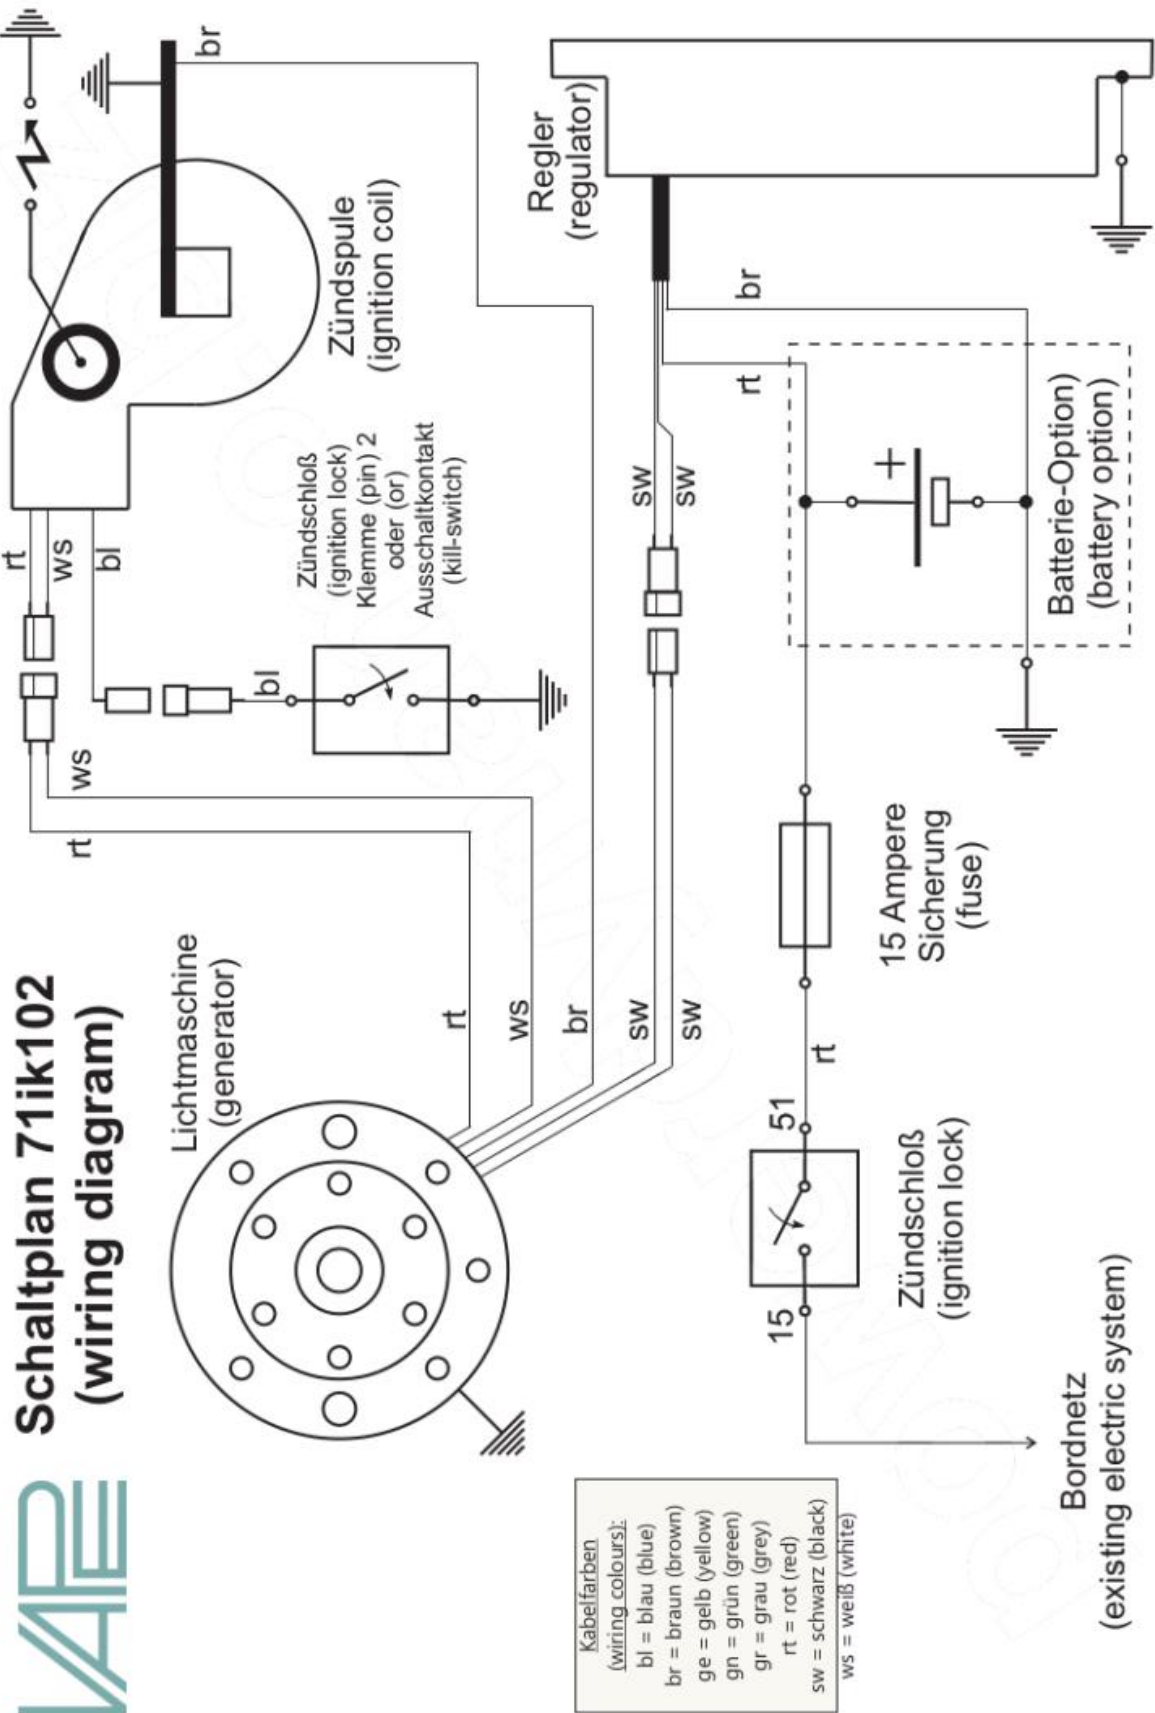 VAPE
Schaltplan 71ik102
(wiring diagram)
Lichtmaschine
(generator)
rt
ws
br
sw
sw
rt
ws
rt
ws
bl
bl
Zündschloß
(ignition lock)
Klemme (pin) 2
oder (or)
Ausschaltkontakt
(kill-switch)
Zündspule
(ignition coil)
br
Regler
(regulator)
sw
sw
rt
br
+
Batterie-Option)
(battery option)
15 Ampere
Sicherung
(fuse)
rt
51
15
Zündschloß
(ignition lock)
Bordnetz
(existing electric system)
Kabelfarben
(wiring colours):
bl = blau (blue)
br = braun (brown)
ge = gelb (yellow)
gn = grün (green)
gr = grau (grey)
rt = rot (red)
sw = schwarz (black)
ws = weiß (white)